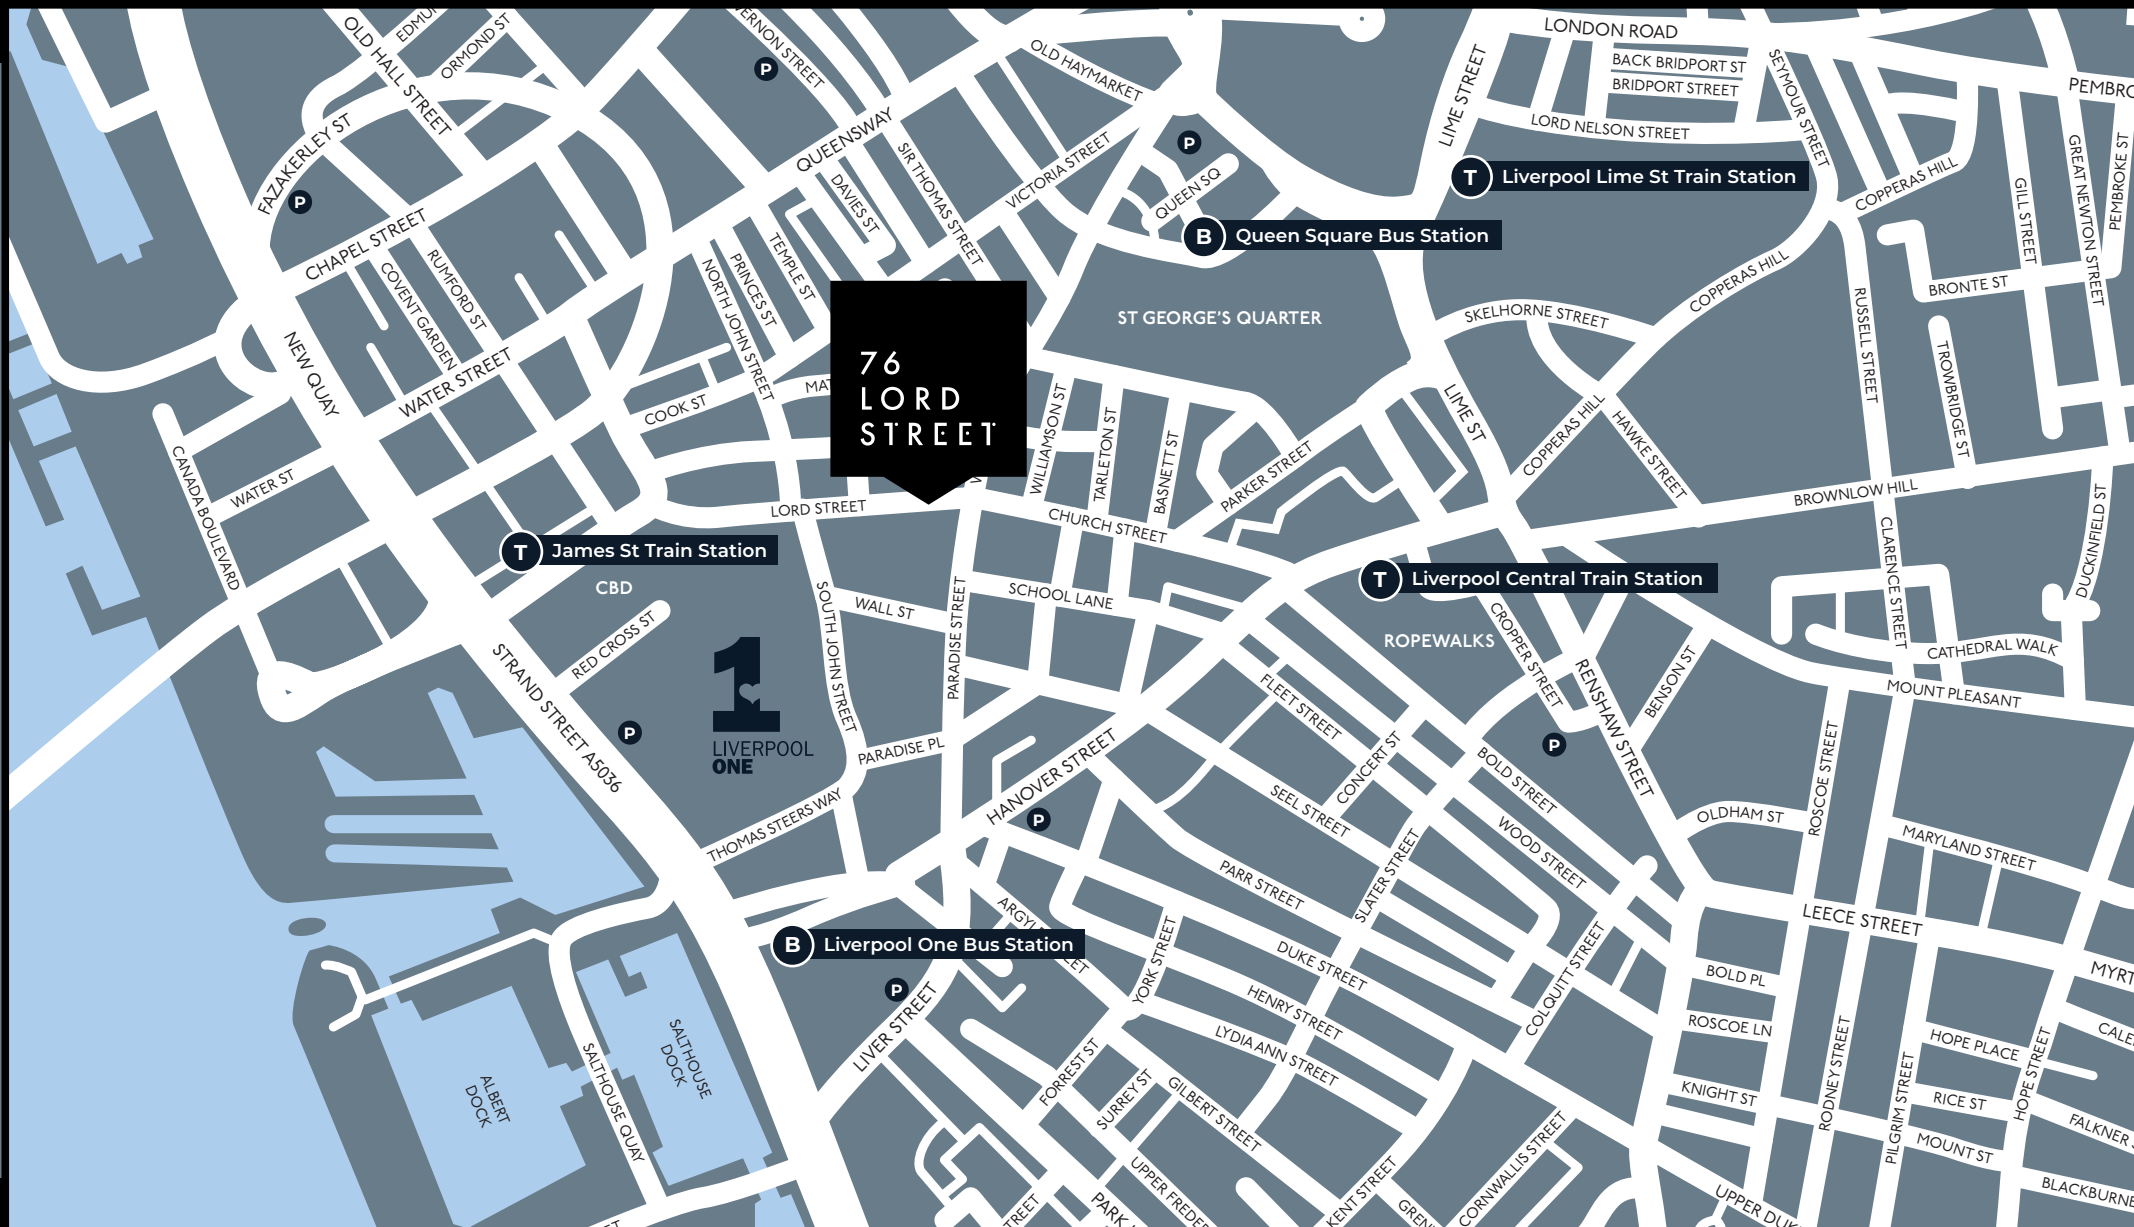 OLD HALL STREET
ORMOND ST
LONDON ROAD
BACK BRIDPORT ST
BRIDPORT STREET
LORD NELSON STREET
LIME STREET
SEYMOUR STREET
OLD HAYMARKET
P
QUEENSWAY
SIR THOMAS STREET
VICTORIA STREET
DAVIES ST
P
QUEEN SQ
T
Liverpool Lime St Train Station
B
Queen Square Bus Station
COPPERAS HILL
GILL STREET
GREAT NEWTON STREET
PEMBROKE ST
FAZAKERLEY ST
P
CHAPEL STREET
COVENT GARDEN
RUMFORD ST
NORTH JOHN STREET
PRINCES ST
TEMPLE ST
ST GEORGE'S QUARTER
SKELHORNE STREET
COPPERAS HILL
BRONTE ST
RUSSELL STREET
TROWBRIDGE ST
NEW QUAY
WATER STREET
COOK ST
76
LORD
STREET
WILLIAMSON ST
TARLETON ST
BASNETT ST
LIME ST
COPPERAS HILL
HAWKE STREET
PARKER STREET
BROWNLOW HILL
CANADA BOULEVARD
WATER ST
LORD STREET
CHURCH STREET
CLARENCE STREET
DUCKINFIELD ST
T
James St Train Station
CBD
T
Liverpool Central Train Station
ROPEWALKS
RED CROSS ST
SOUTH JOHN STREET
WALL ST
SCHOOL LANE
PARADISE STREET
CROPPER STREET
RENSHAW STREET
BENSON ST
CATHEDRAL WALK
MOUNT PLEASANT
STRAND STREET A5036
P
1
LIVERPOOL
ONE
PARADISE PL
THOMAS STEERS WAY
HANOVER STREET
P
FLEET STREET
CONCERT ST
SEEL STREET
BOLD STREET
WOOD STREET
P
SLATER STREET
PARR STREET
OLDHAM ST
ROSCOE STREET
MARYLAND STREET
LEECE STREET
B
Liverpool One Bus Station
P
LIVER STREET
YORK STREET
DUKE STREET
HENRY STREET
LYDIA ANN STREET
COLQUITT STREET
BOLD PL
ROSCOE LN
KNIGHT ST
RODNEY STREET
PILGRIM STREET
HOPE PLACE
HOPE STREET
RICE ST
MOUNT ST
ALBERT
DOCK
SALTHOUSE
DOCK
SALTHOUSE QUAY
FORREST ST
SURREY ST
GILBERT STREET
KENT STREET
CORNWALLIS STREET